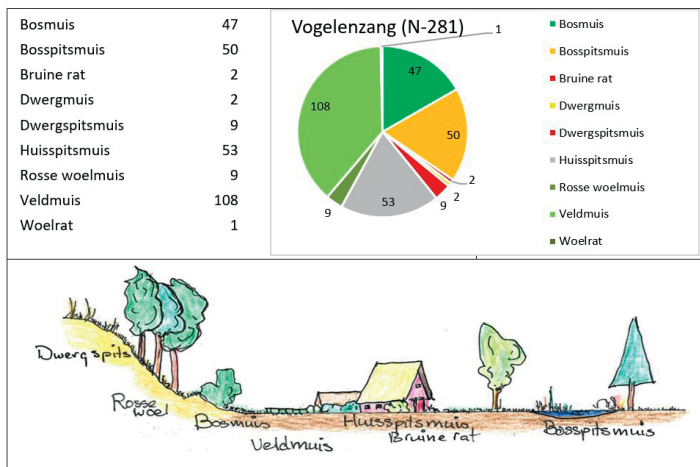 Bosmuis 47
Bosspitsmuis 50
Bruine rat 2
Dwergmuis 2
Dwergspitsmuis 9
Huisspitsmuis 53
Rosse woelmuis 9
Veldmuis 108
Woelrat 1
Vogelenzang (N-281)
1
47
50
2
2
9
53
9
108
Bosmuis
Bosspitsmuis
Bruine rat
Dwergmuis
Dwergspitsmuis
Huisspitsmuis
Rosse woelmuis
Veldmuis
Woelrat
Dwergspits
Rosse
woel
Bosmuis
Veldmuis
Huisspitsmuis
Bruine rat
Bosspitsmuis